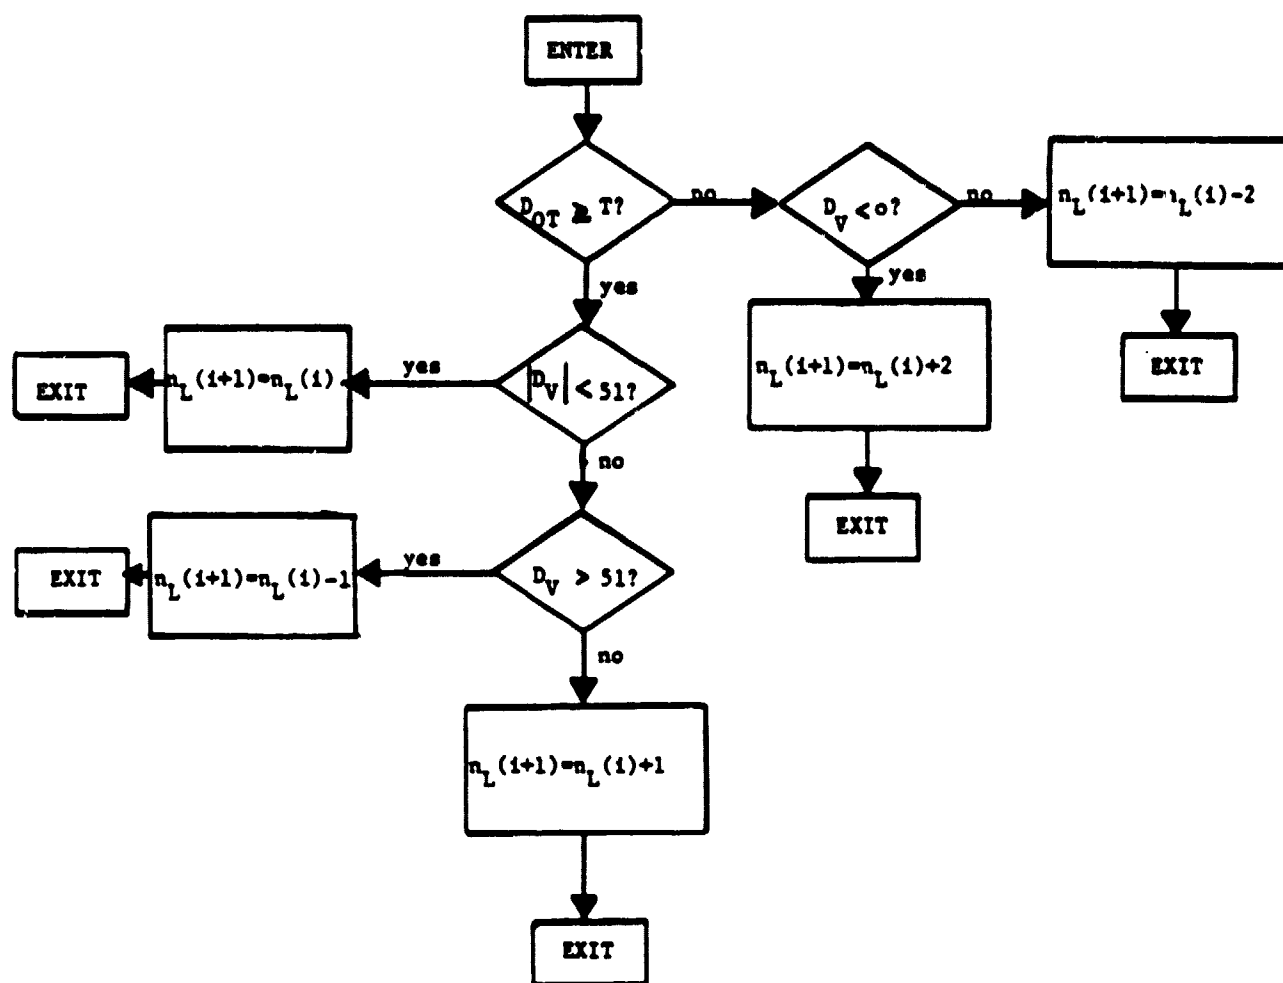 ENTER
D_OT ≥ T?
no
D_V < o?
no
n_L(i+1)=n_L(i)-2
yes
yes
n_L(i+1)=n_L(i)+2
EXIT
EXIT
n_L(i+1)=n_L(i)
yes
|D_V| < 51?
EXIT
no
EXIT
n_L(i+1)=n_L(i)-1
yes
D_V > 51?
no
n_L(i+1)=n_L(i)+1
EXIT